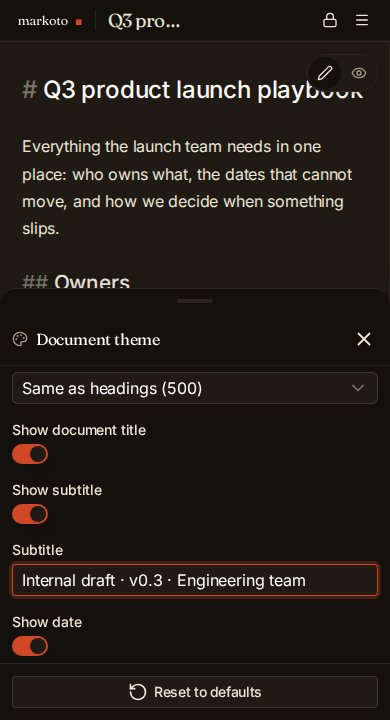 markoto
Q3 pro...
# Q3 product launch playbook
Everything the launch team needs in one
place: who owns what, the dates that cannot
move, and how we decide when something
slips.
## Owners
Document theme
Same as headings (500)
Show document title
Show subtitle
Subtitle
Internal draft · v0.3 · Engineering team
Show date
Reset to defaults